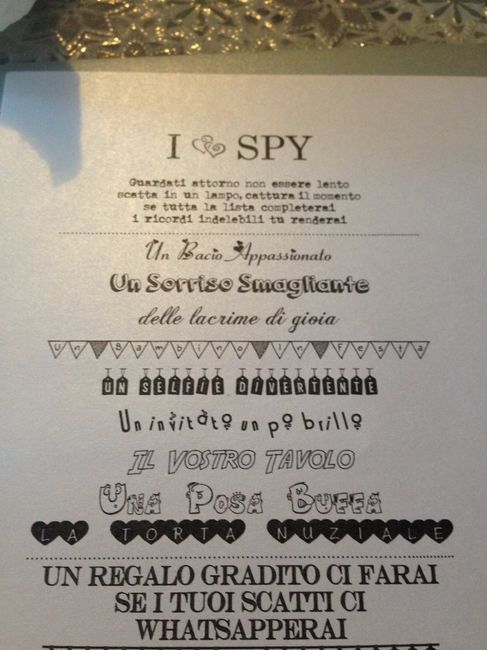 I SPY
Guardati attorno non essere lento
scatta in un lampo, cattura il momento
se tutta la lista completerai
i ricordi indelebili tu renderai
Un Bacio Appassionato
Un Sorriso Smagliante
delle lacrime di gioia
Un Bambino In Festa
UN SELFIE DIVERTENTE
Un invitato un po brillo
IL VOSTRO TAVOLO
UNA POSA BUFFA
LA TORTA NUZIALE
UN REGALO GRADITO CI FARAI
SE I TUOI SCATTI CI
WHATSAPPERAI